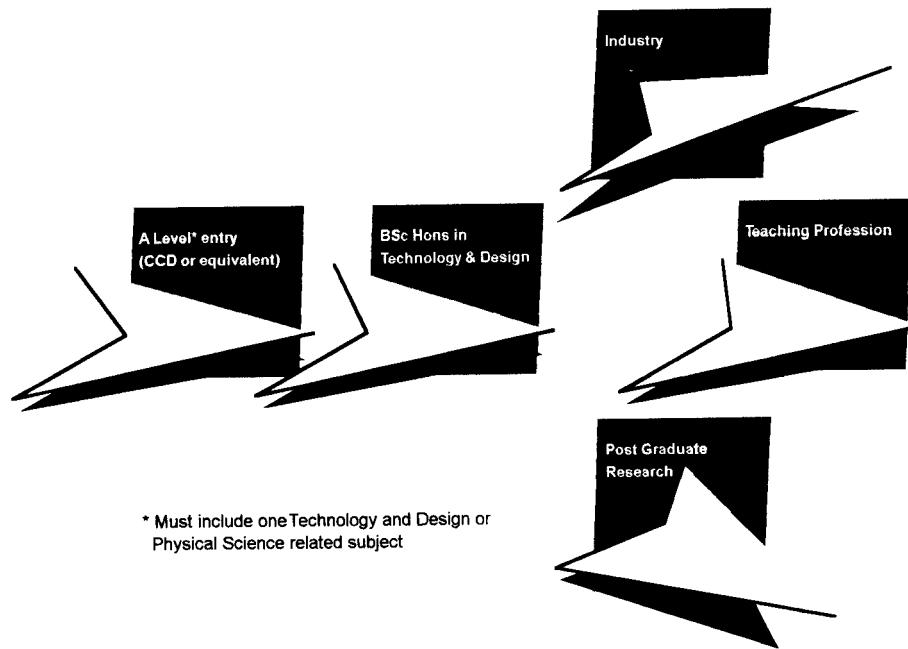 Industry
A Level* entry
(CCD or equivalent)
BSc Hons in
Technology & Design
Teaching Profession
Post Graduate
Research
* Must include one Technology and Design or
Physical Science related subject